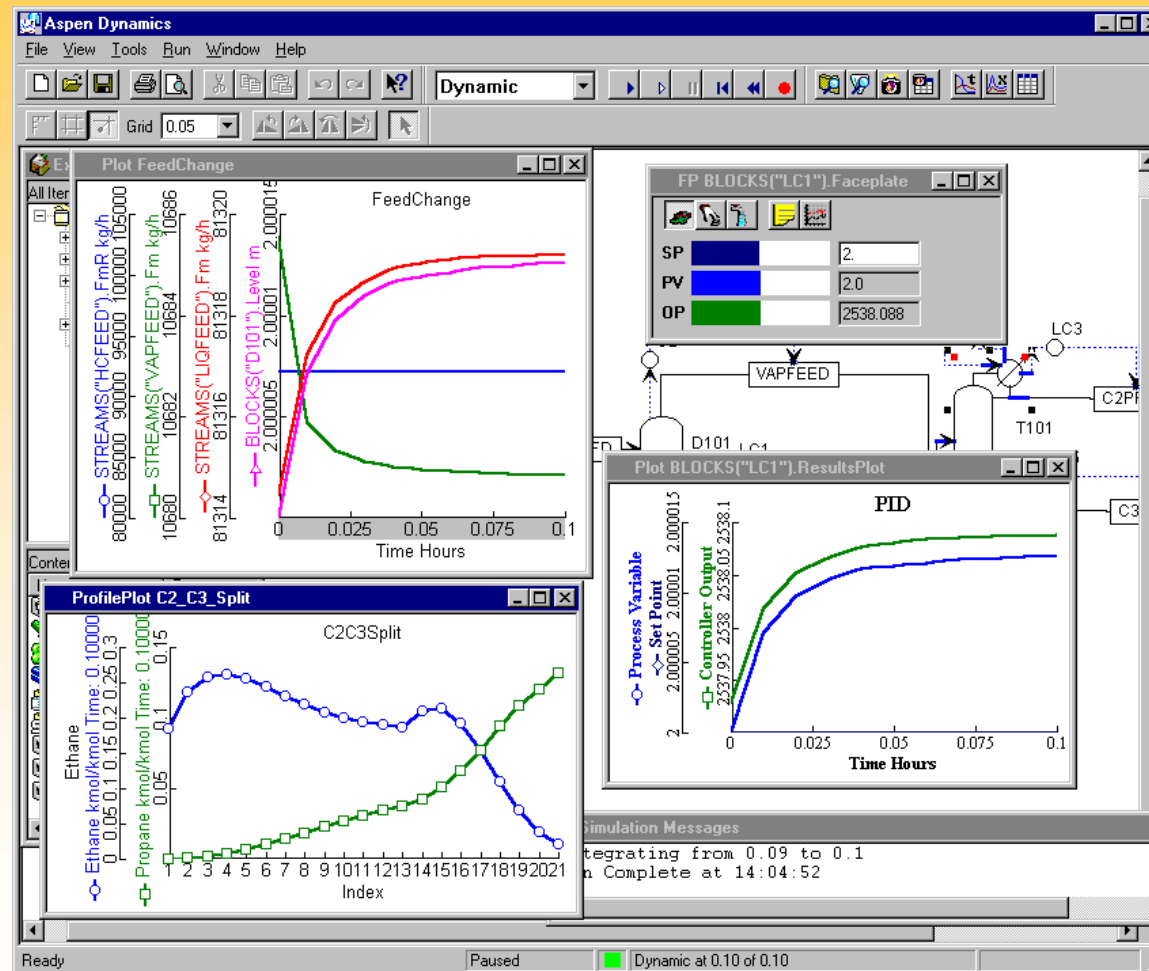 Aspen Dynamics
File View Tools Run Window Help
Dynamic
Grid 0.05
Plot FeedChange
All Iter
FeedChange
STREAMS("HCFEED").FmR kg/h
80000 85000 90000 95000 100000 105000
STREAMS("VAPFEED").Fm kg/h
10680 10682 10684 10686
STREAMS("LIQFEED").Fm kg/h
81314 81316 81318 81320
BLOCKS("D101").Level m
2.000005 2.00001 2.000015
0 0.025 0.05 0.075 0.1
Time Hours
FP BLOCKS("LC1").Faceplate
SP 2.
PV 2.0
OP 2538.088
LC3
VAPFEED
C2PF
T101
D101
LC1
ED
C3
Plot BLOCKS("LC1").ResultsPlot
PID
Process Variable
Set Point
2 2.000005 2.00001 2.000015
Controller Output
2537.95 2538 2538.05 2538.1
0 0.025 0.05 0.075 0.1
Time Hours
Conter
ProfilePlot C2_C3_Split
C2C3Split
Ethane
Ethane kmol/kmol Time: 0.10000
0 0.05 0.1 0.15 0.2 0.25 0.3
Propane kmol/kmol Time: 0.10000
0.05 0.1 0.15
1 2 3 4 5 6 7 8 9 10 11 12 13 14 15 16 17 18 19 20 21
Index
Simulation Messages
tegrating from 0.09 to 0.1
n Complete at 14:04:52
Ready
Paused
Dynamic at 0.10 of 0.10